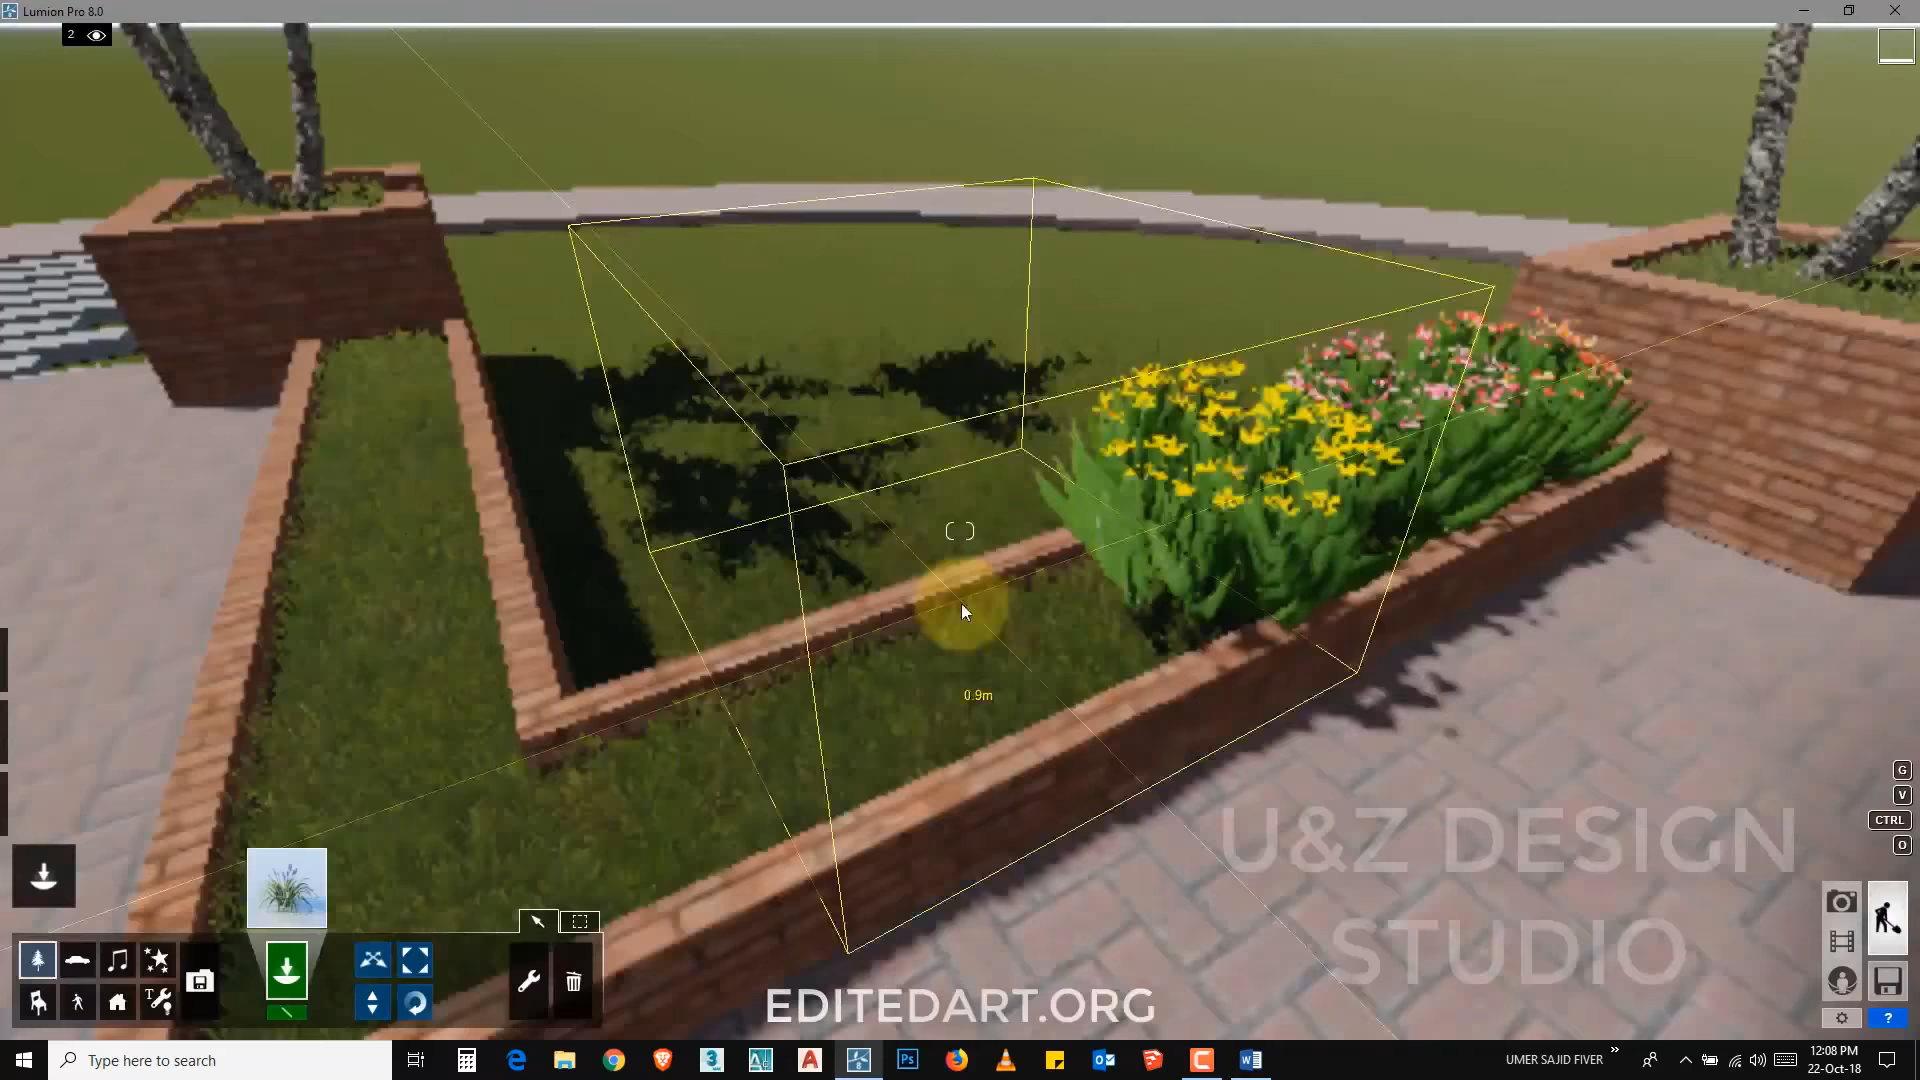 Lumion Pro 8.0
2
0.9m
G
V
CTRL
O
U&Z DESIGN
STUDIO
EDITEDART.ORG
?
Type here to search
UMER SAJID FIVER
12:08 PM
22-Oct-18